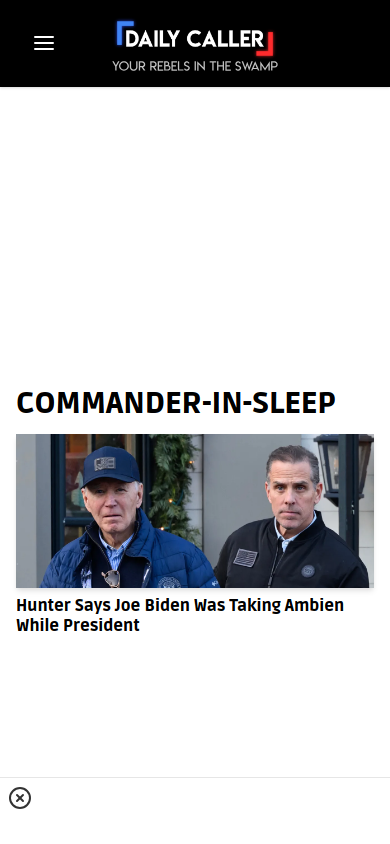 DAILY CALLER
YOUR REBELS IN THE SWAMP
COMMANDER-IN-SLEEP
Hunter Says Joe Biden Was Taking Ambien
While President